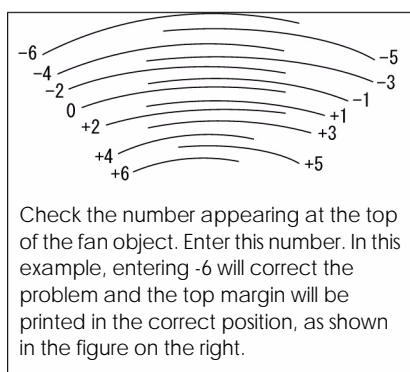 -6
-5
-4
-3
-2
-1
0
+1
+2
+3
+4
+5
+6
Check the number appearing at the top
of the fan object. Enter this number. In this
example, entering -6 will correct the
problem and the top margin will be
printed in the correct position, as shown
in the figure on the right.